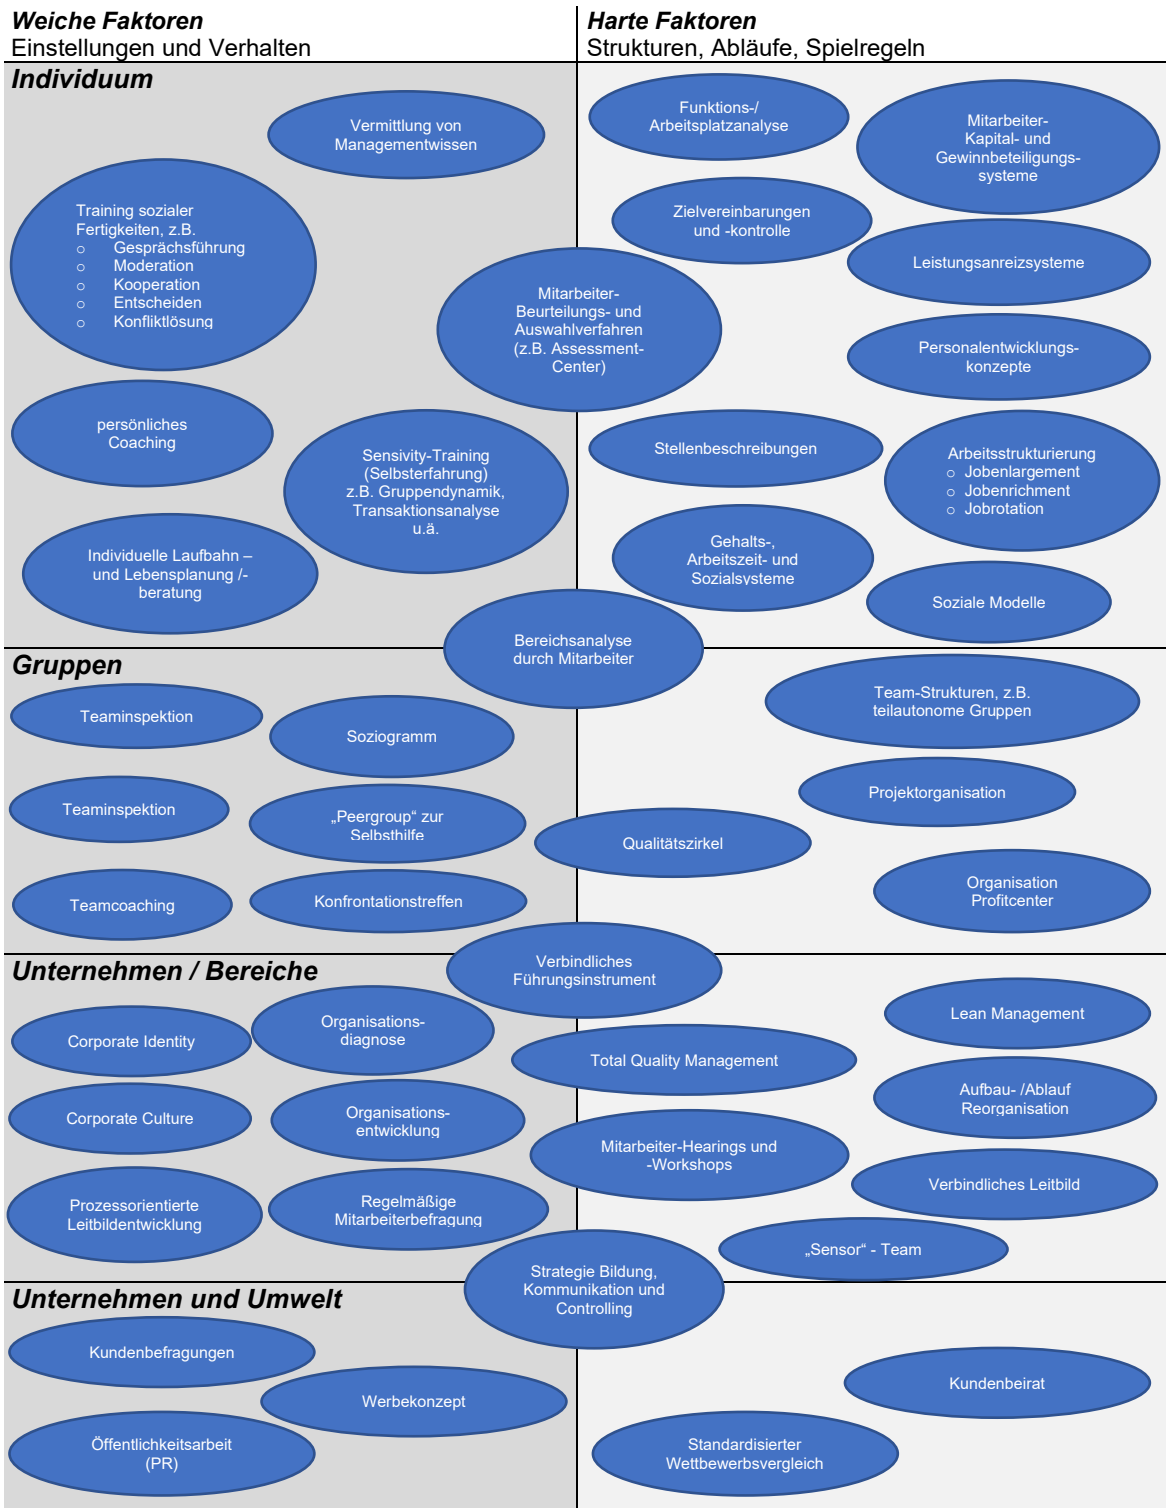 Weiche Faktoren
Einstellungen und Verhalten
Harte Faktoren
Strukturen, Abläufe, Spielregeln
Individuum
Vermittlung von
Managementwissen
Training sozialer
Fertigkeiten, z.B.
o Gesprächsführung
o Moderation
o Kooperation
o Entscheiden
o Konfliktlösung
persönliches
Coaching
Sensivity-Training
(Selbsterfahrung)
z.B. Gruppendynamik,
Transaktionsanalyse
u.ä.
Individuelle Laufbahn –
und Lebensplanung /-
beratung
Mitarbeiter-
Beurteilungs- und
Auswahlverfahren
(z.B. Assessment-
Center)
Funktions-/
Arbeitsplatzanalyse
Mitarbeiter-
Kapital- und
Gewinnbeteiligungs-
systeme
Zielvereinbarungen
und -kontrolle
Leistungsanreizsysteme
Personalentwicklungs-
konzepte
Stellenbeschreibungen
Arbeitsstrukturierung
o Jobenlargement
o Jobenrichment
o Jobrotation
Gehalts-,
Arbeitszeit- und
Sozialsysteme
Soziale Modelle
Bereichsanalyse
durch Mitarbeiter
Gruppen
Teaminspektion
Soziogramm
Teaminspektion
„Peergroup“ zur
Selbsthilfe
Teamcoaching
Konfrontationstreffen
Team-Strukturen, z.B.
teilautonome Gruppen
Projektorganisation
Qualitätszirkel
Organisation
Profitcenter
Verbindliches
Führungsinstrument
Unternehmen / Bereiche
Corporate Identity
Organisations-
diagnose
Corporate Culture
Organisations-
entwicklung
Prozessorientierte
Leitbildentwicklung
Regelmäßige
Mitarbeiterbefragung
Lean Management
Total Quality Management
Aufbau- /Ablauf
Reorganisation
Mitarbeiter-Hearings und
-Workshops
Verbindliches Leitbild
„Sensor“ - Team
Strategie Bildung,
Kommunikation und
Controlling
Unternehmen und Umwelt
Kundenbefragungen
Werbekonzept
Öffentlichkeitsarbeit
(PR)
Kundenbeirat
Standardisierter
Wettbewerbsvergleich